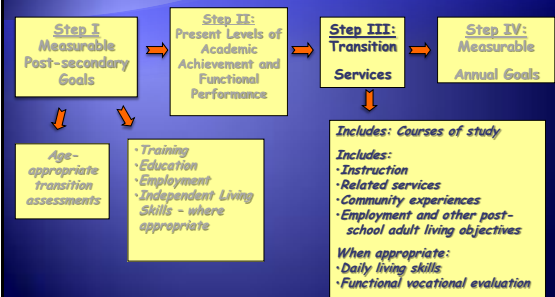 Step I
Measurable
Post-secondary
Goals
Step II:
Present Levels of
Academic
Achievement and
Functional
Performance
Step III:
Transition
Services
Step IV:
Measurable
Annual Goals
Age-
appropriate
transition
assessments
•Training
•Education
•Employment
•Independent Living
Skills – where
appropriate
Includes: Courses of study
Includes:
•Instruction
•Related services
•Community experiences
•Employment and other post-
school adult living objectives
When appropriate:
•Daily living skills
•Functional vocational evaluation